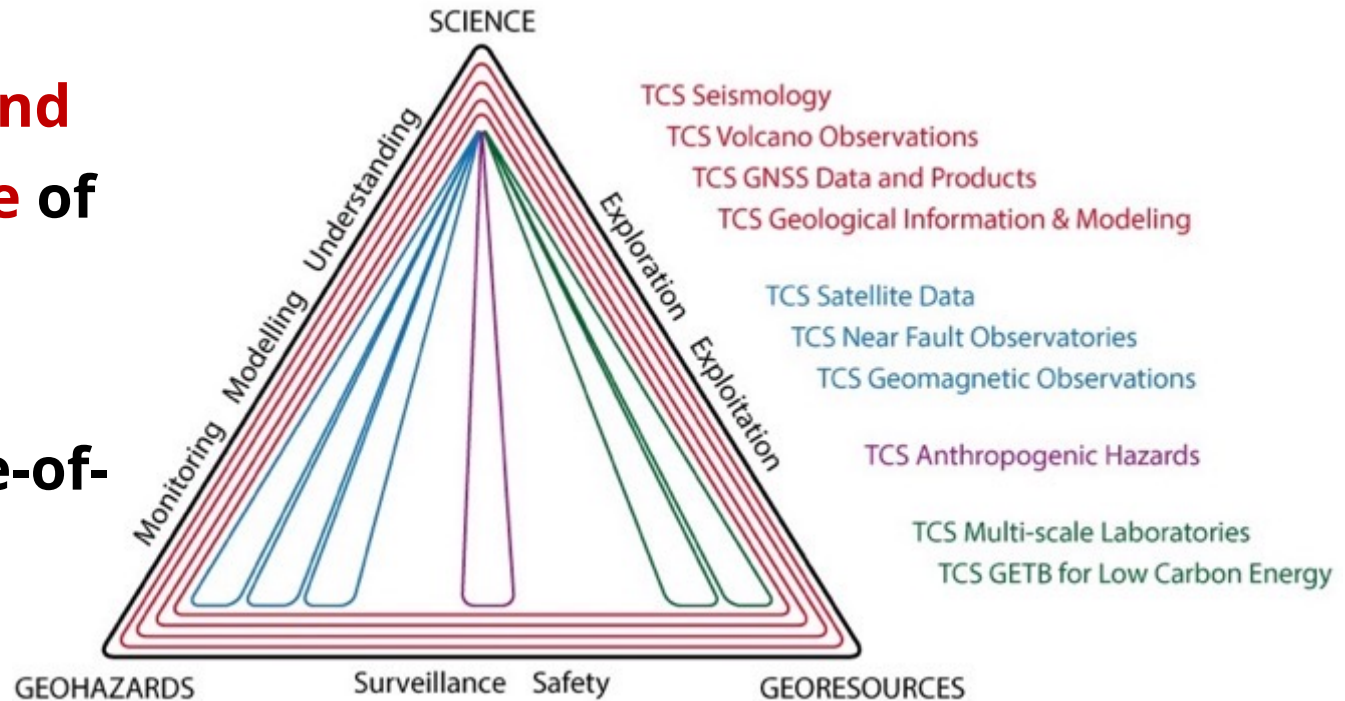 SCIENCE
nd
e of
e-of-
Understanding
Modelling
Monitoring
Exploration
Exploitation
TCS Seismology
TCS Volcano Observations
TCS GNSS Data and Products
TCS Geological Information & Modeling
TCS Satellite Data
TCS Near Fault Observatories
TCS Geomagnetic Observations
TCS Anthropogenic Hazards
TCS Multi-scale Laboratories
TCS GETB for Low Carbon Energy
GEOHAZARDS
Surveillance Safety
GEORESOURCES